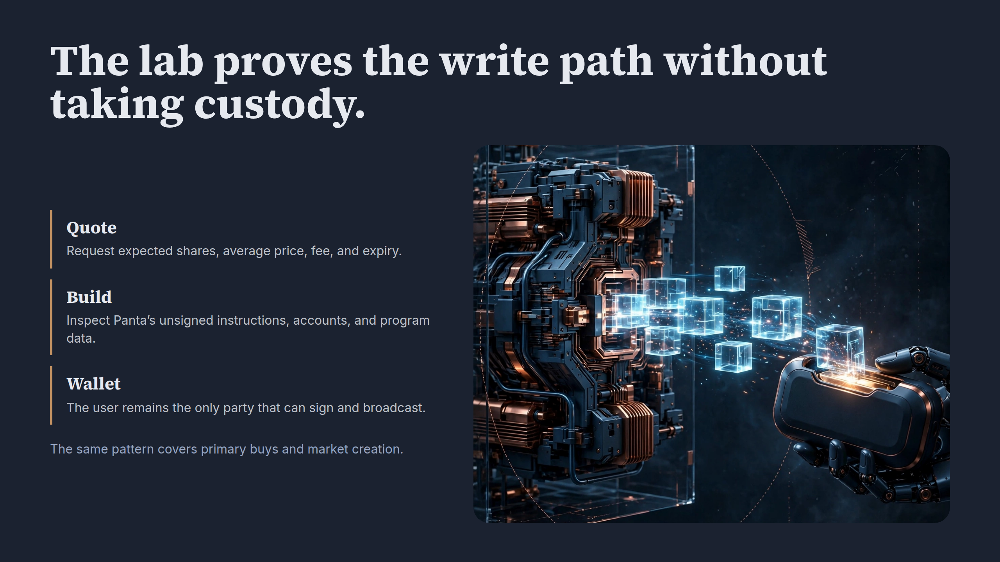 The lab proves the write path without
taking custody.
Quote
Request expected shares, average price, fee, and expiry.
Build
Inspect Panta’s unsigned instructions, accounts, and program
data.
Wallet
The user remains the only party that can sign and broadcast.
The same pattern covers primary buys and market creation.